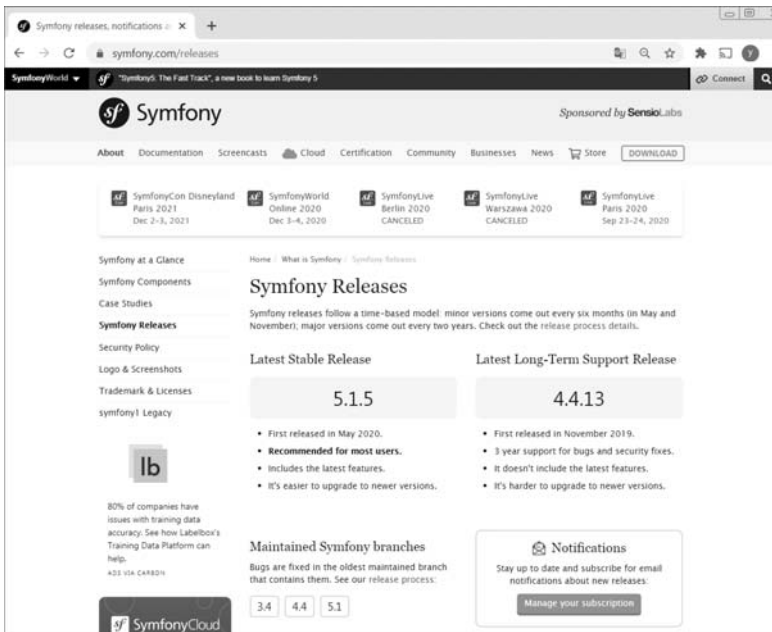 Symfony releases, notifications a
symfony.com/releases
SymfonyWorld
sf "Symfony5: The Fast Track", a new book to learn Symfony 5
Connect
sf Symfony
Sponsored by SensioLabs
About Documentation Screencasts Cloud Certification Community Businesses News Store DOWNLOAD
SymfonyCon Disneyland
Paris 2021
Dec 2-3, 2021
SymfonyWorld
Online 2020
Dec 3-4, 2020
SymfonyLive
Berlin 2020
CANCELED
SymfonyLive
Warszawa 2020
CANCELED
SymfonyLive
Paris 2020
Sep 23-24, 2020
Symfony at a Glance
Symfony Components
Case Studies
Symfony Releases
Security Policy
Logo & Screenshots
Trademark & Licenses
symfony1 Legacy
lb
80% of companies have
issues with training data
accuracy. See how Labelbox's
Training Data Platform can
help.
ADS VIA CARBON
sf SymfonyCloud
Home / What is Symfony / Symfony Releases
Symfony Releases
Symfony releases follow a time-based model: minor versions come out every six months (in May and
November); major versions come out every two years. Check out the release process details.
Latest Stable Release
5.1.5
• First released in May 2020.
• Recommended for most users.
• Includes the latest features.
• It's easier to upgrade to newer versions.
Latest Long-Term Support Release
4.4.13
• First released in November 2019.
• 3 year support for bugs and security fixes.
• It doesn't include the latest features.
• It's harder to upgrade to newer versions.
Maintained Symfony branches
Bugs are fixed in the oldest maintained branch
that contains them. See our release process:
3.4 4.4 5.1
Notifications
Stay up to date and subscribe for email
notifications about new releases:
Manage your subscription